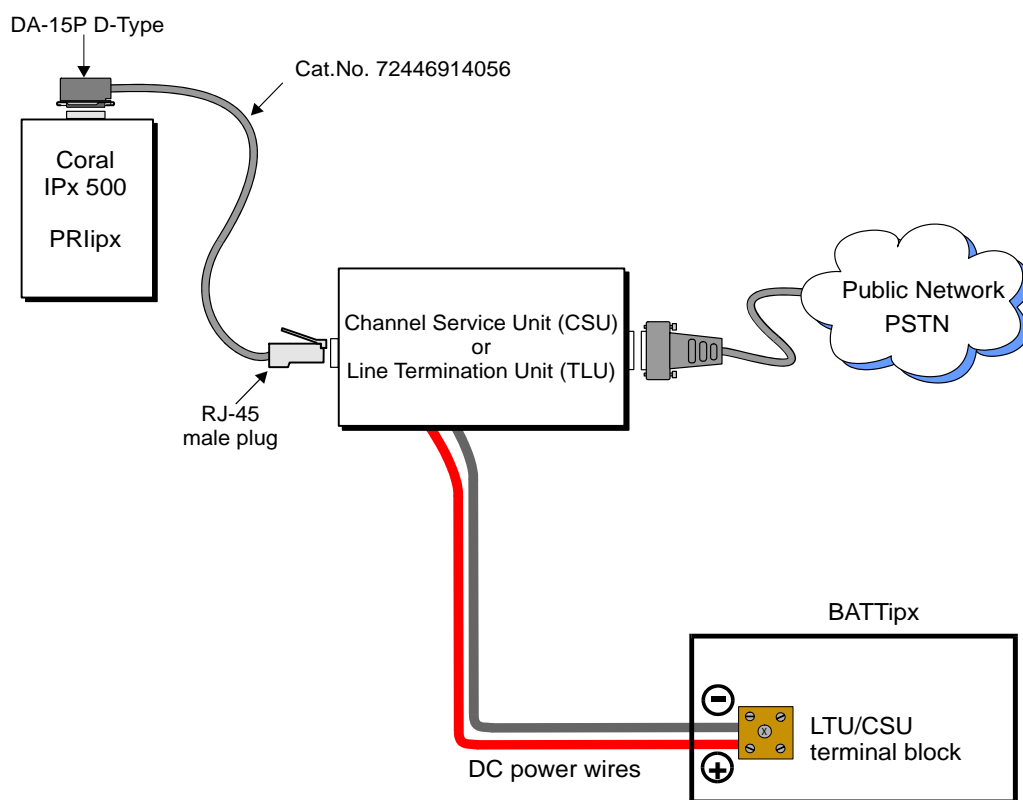 DA-15P D-Type
Cat.No. 72446914056
Coral
IPx 500
PRIipx
Channel Service Unit (CSU)
or
Line Termination Unit (TLU)
Public Network
PSTN
RJ-45
male plug
BATTipx
-
X
LTU/CSU
terminal block
+
DC power wires